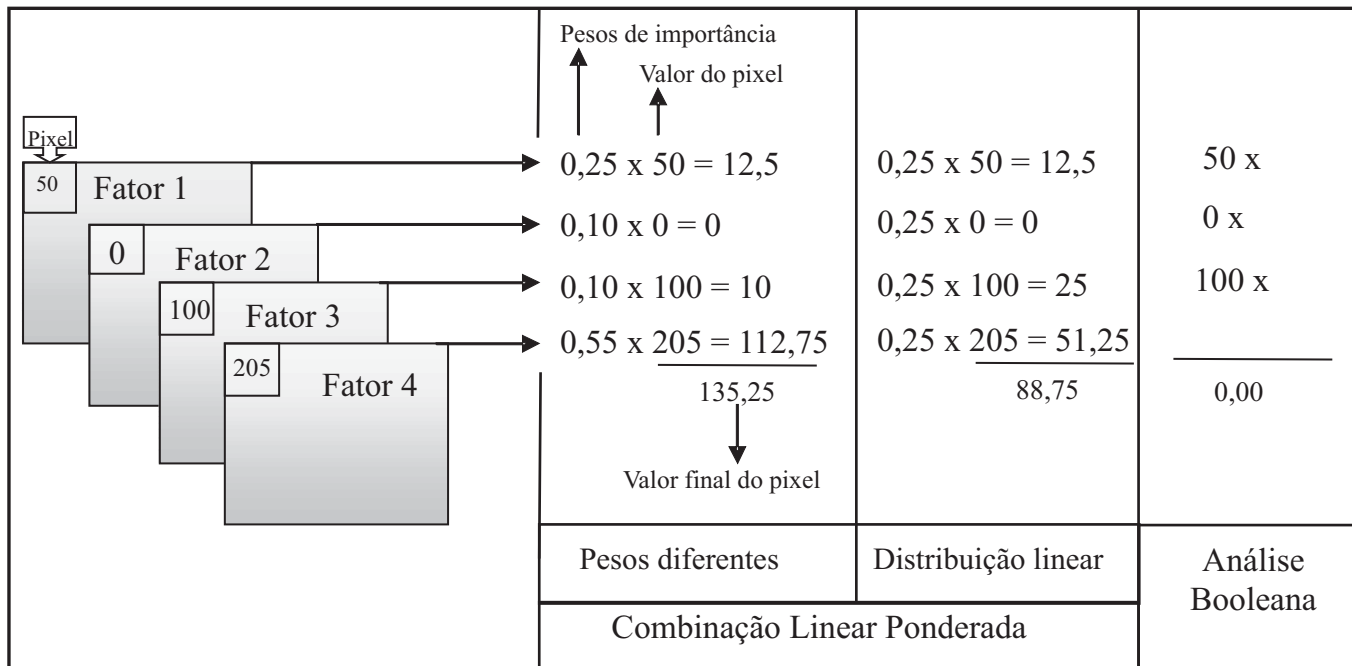 Pesos de importância
Valor do pixel
Pixel
50
Fator 1
0,25 x 50 = 12,5
0,25 x 50 = 12,5
50 x
0
Fator 2
0,10 x 0 = 0
0,25 x 0 = 0
0 x
100
Fator 3
0,10 x 100 = 10
0,25 x 100 = 25
100 x
205
Fator 4
0,55 x 205 = 112,75
0,25 x 205 = 51,25
135,25
88,75
0,00
Valor final do pixel
Pesos diferentes
Distribuição linear
Análise
Booleana
Combinação Linear Ponderada